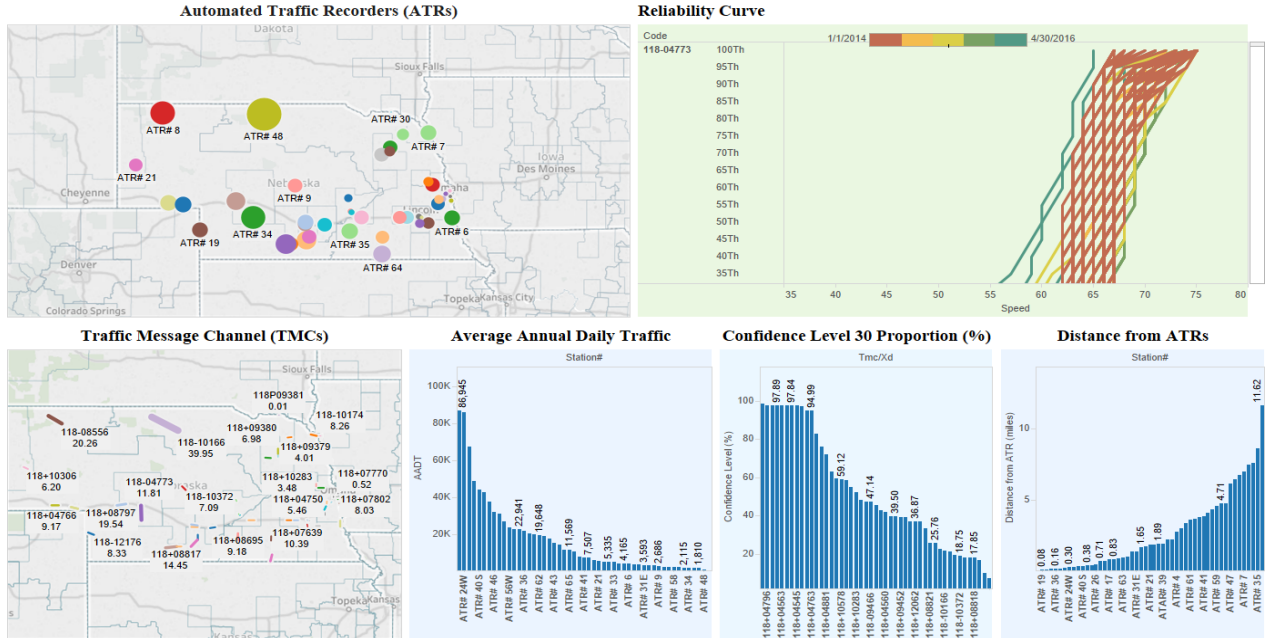 Automated Traffic Recorders (ATRs)
Dakota
Sioux Falls
ATR# 8
ATR# 48
ATR# 30
ATR# 7
Iowa
Des Moines
ATR# 21
Cheyenne
Nebraska
ATR# 9
ATR# 19
ATR# 34
ATR# 35
ATR# 6
ATR# 64
Denver
Colorado Springs
Topeka
Kansas City
Reliability Curve
Code
118-04773
1/1/2014
4/30/2016
100Th
95Th
90Th
85Th
80Th
75Th
70Th
65Th
60Th
55Th
50Th
45Th
40Th
35Th
35 40 45 50 55 60 65 70 75 80
Speed
Traffic Message Channel (TMCs)
Sioux Falls
118P09381
0.01
118-10174
8.26
118-08556
20.26
118-10166
39.95
118+09380
6.98
118+09379
4.01
118+10306
6.20
118-04773
11.81
118-10372
7.09
118+10283
3.48
118+07770
0.52
118+04750
5.46
118+07802
8.03
118+04766
9.17
118+08797
19.54
118-12176
8.33
118+08817
14.45
118+08695
9.18
118+07639
10.39
Topeka
Kansas
Average Annual Daily Traffic
Station#
AADT
100K
80K
60K
40K
20K
86,945
22,941
19,648
11,569
7,507
5,335
4,165
3,593
2,686
2,115
1,810
ATR# 24W
ATR# 40 S
ATR# 46
ATR# 56W
ATR# 36
ATR# 62
ATR# 43
ATR# 65
ATR# 41
ATR# 21
ATR# 6
ATR# 31E
ATR# 9
ATR# 58
ATR# 34
ATR# 48
Confidence Level 30 Proportion (%)
Tmc/Xd
Confidence Level (%)
100
80
60
40
20
97.89
97.84
94.99
59.12
47.14
39.50
36.87
25.76
18.75
17.85
118+04796
118+04563
118+04545
118+04763
118+04881
118+10578
118+10283
118-09466
118+04560
118+09452
118+12062
118+08821
118-10166
118-10372
118+08818
Distance from ATRs
Station#
Distance from ATR (miles)
10
5
0.08
0.16
0.30
0.38
0.71
0.83
1.65
1.89
4.71
11.62
ATR# 19
ATR# 36
ATR# 24W
ATR# 40 S
ATR# 26
ATR# 17
ATR# 63
ATR# 31E
ATR# 21
ATAR# 39
ATR# 4
ATR# 61
ATR# 41
ATR# 59
ATR# 47
ATR# 7
ATR# 35